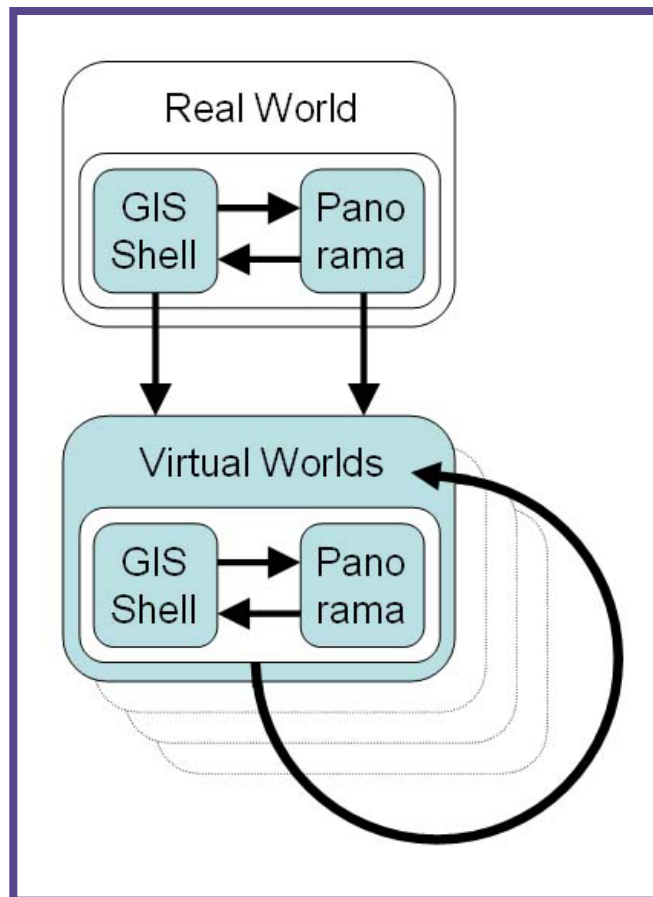 Real World
GIS
Shell
Pano
rama
Virtual Worlds
GIS
Shell
Pano
rama